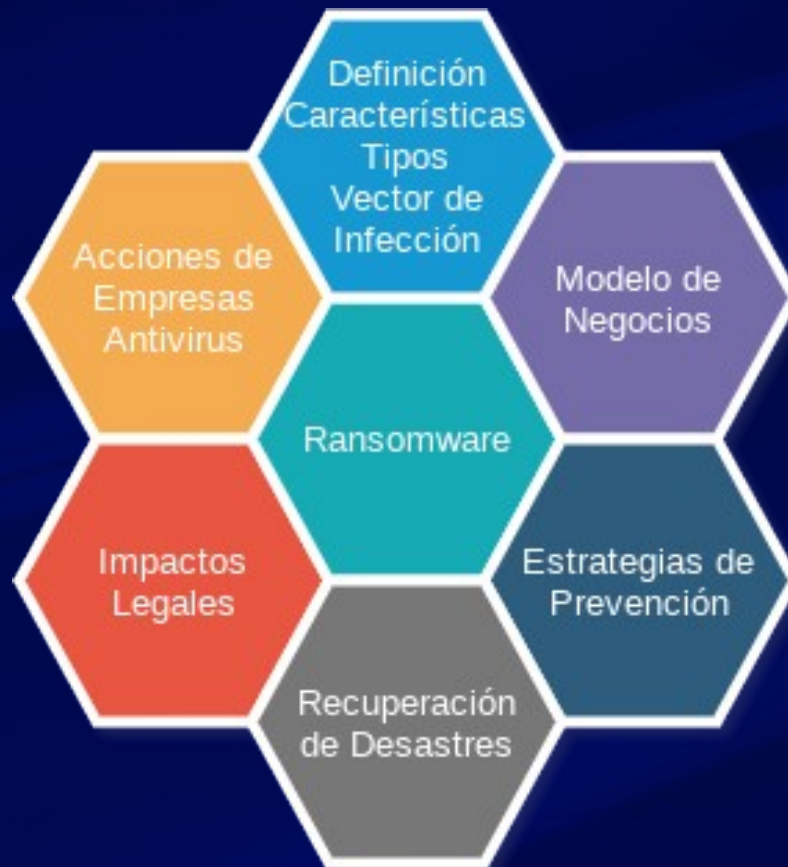 Definición
Características
Tipos
Vector de
Infección
Acciones de
Empresas
Antivirus
Modelo de
Negocios
Ransomware
Impactos
Legales
Estrategias de
Prevención
Recuperación
de Desastres